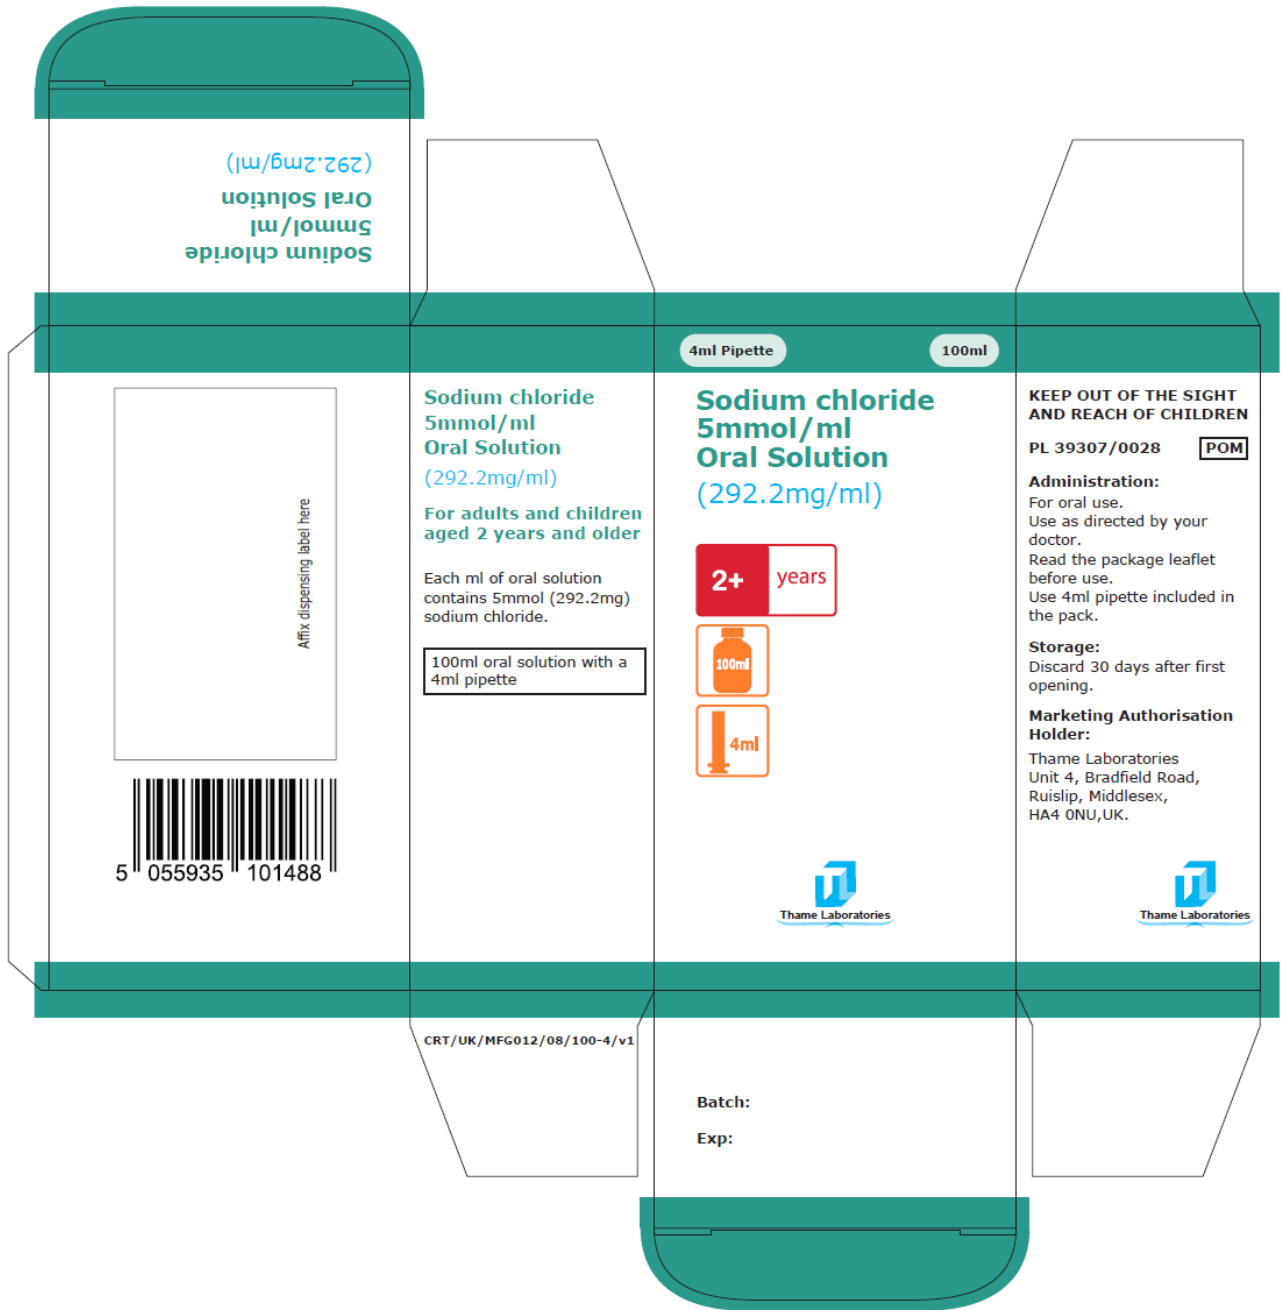 (292.2mg/ml)
Oral Solution
5mmol/ml
Sodium chloride
Affix dispensing label here
5 055935 101488
Sodium chloride
5mmol/ml
Oral Solution
(292.2mg/ml)
For adults and children
aged 2 years and older
Each ml of oral solution
contains 5mmol (292.2mg)
sodium chloride.
100ml oral solution with a
4ml pipette
CRT/UK/MFG012/08/100-4/v1
4ml Pipette
100ml
Sodium chloride
5mmol/ml
Oral Solution
(292.2mg/ml)
2+ years
100ml
4ml
Thame Laboratories
Batch:
Exp:
KEEP OUT OF THE SIGHT
AND REACH OF CHILDREN
PL 39307/0028 POM
Administration:
For oral use.
Use as directed by your
doctor.
Read the package leaflet
before use.
Use 4ml pipette included in
the pack.
Storage:
Discard 30 days after first
opening.
Marketing Authorisation
Holder:
Thame Laboratories
Unit 4, Bradfield Road,
Ruislip, Middlesex,
HA4 0NU,UK.
Thame Laboratories